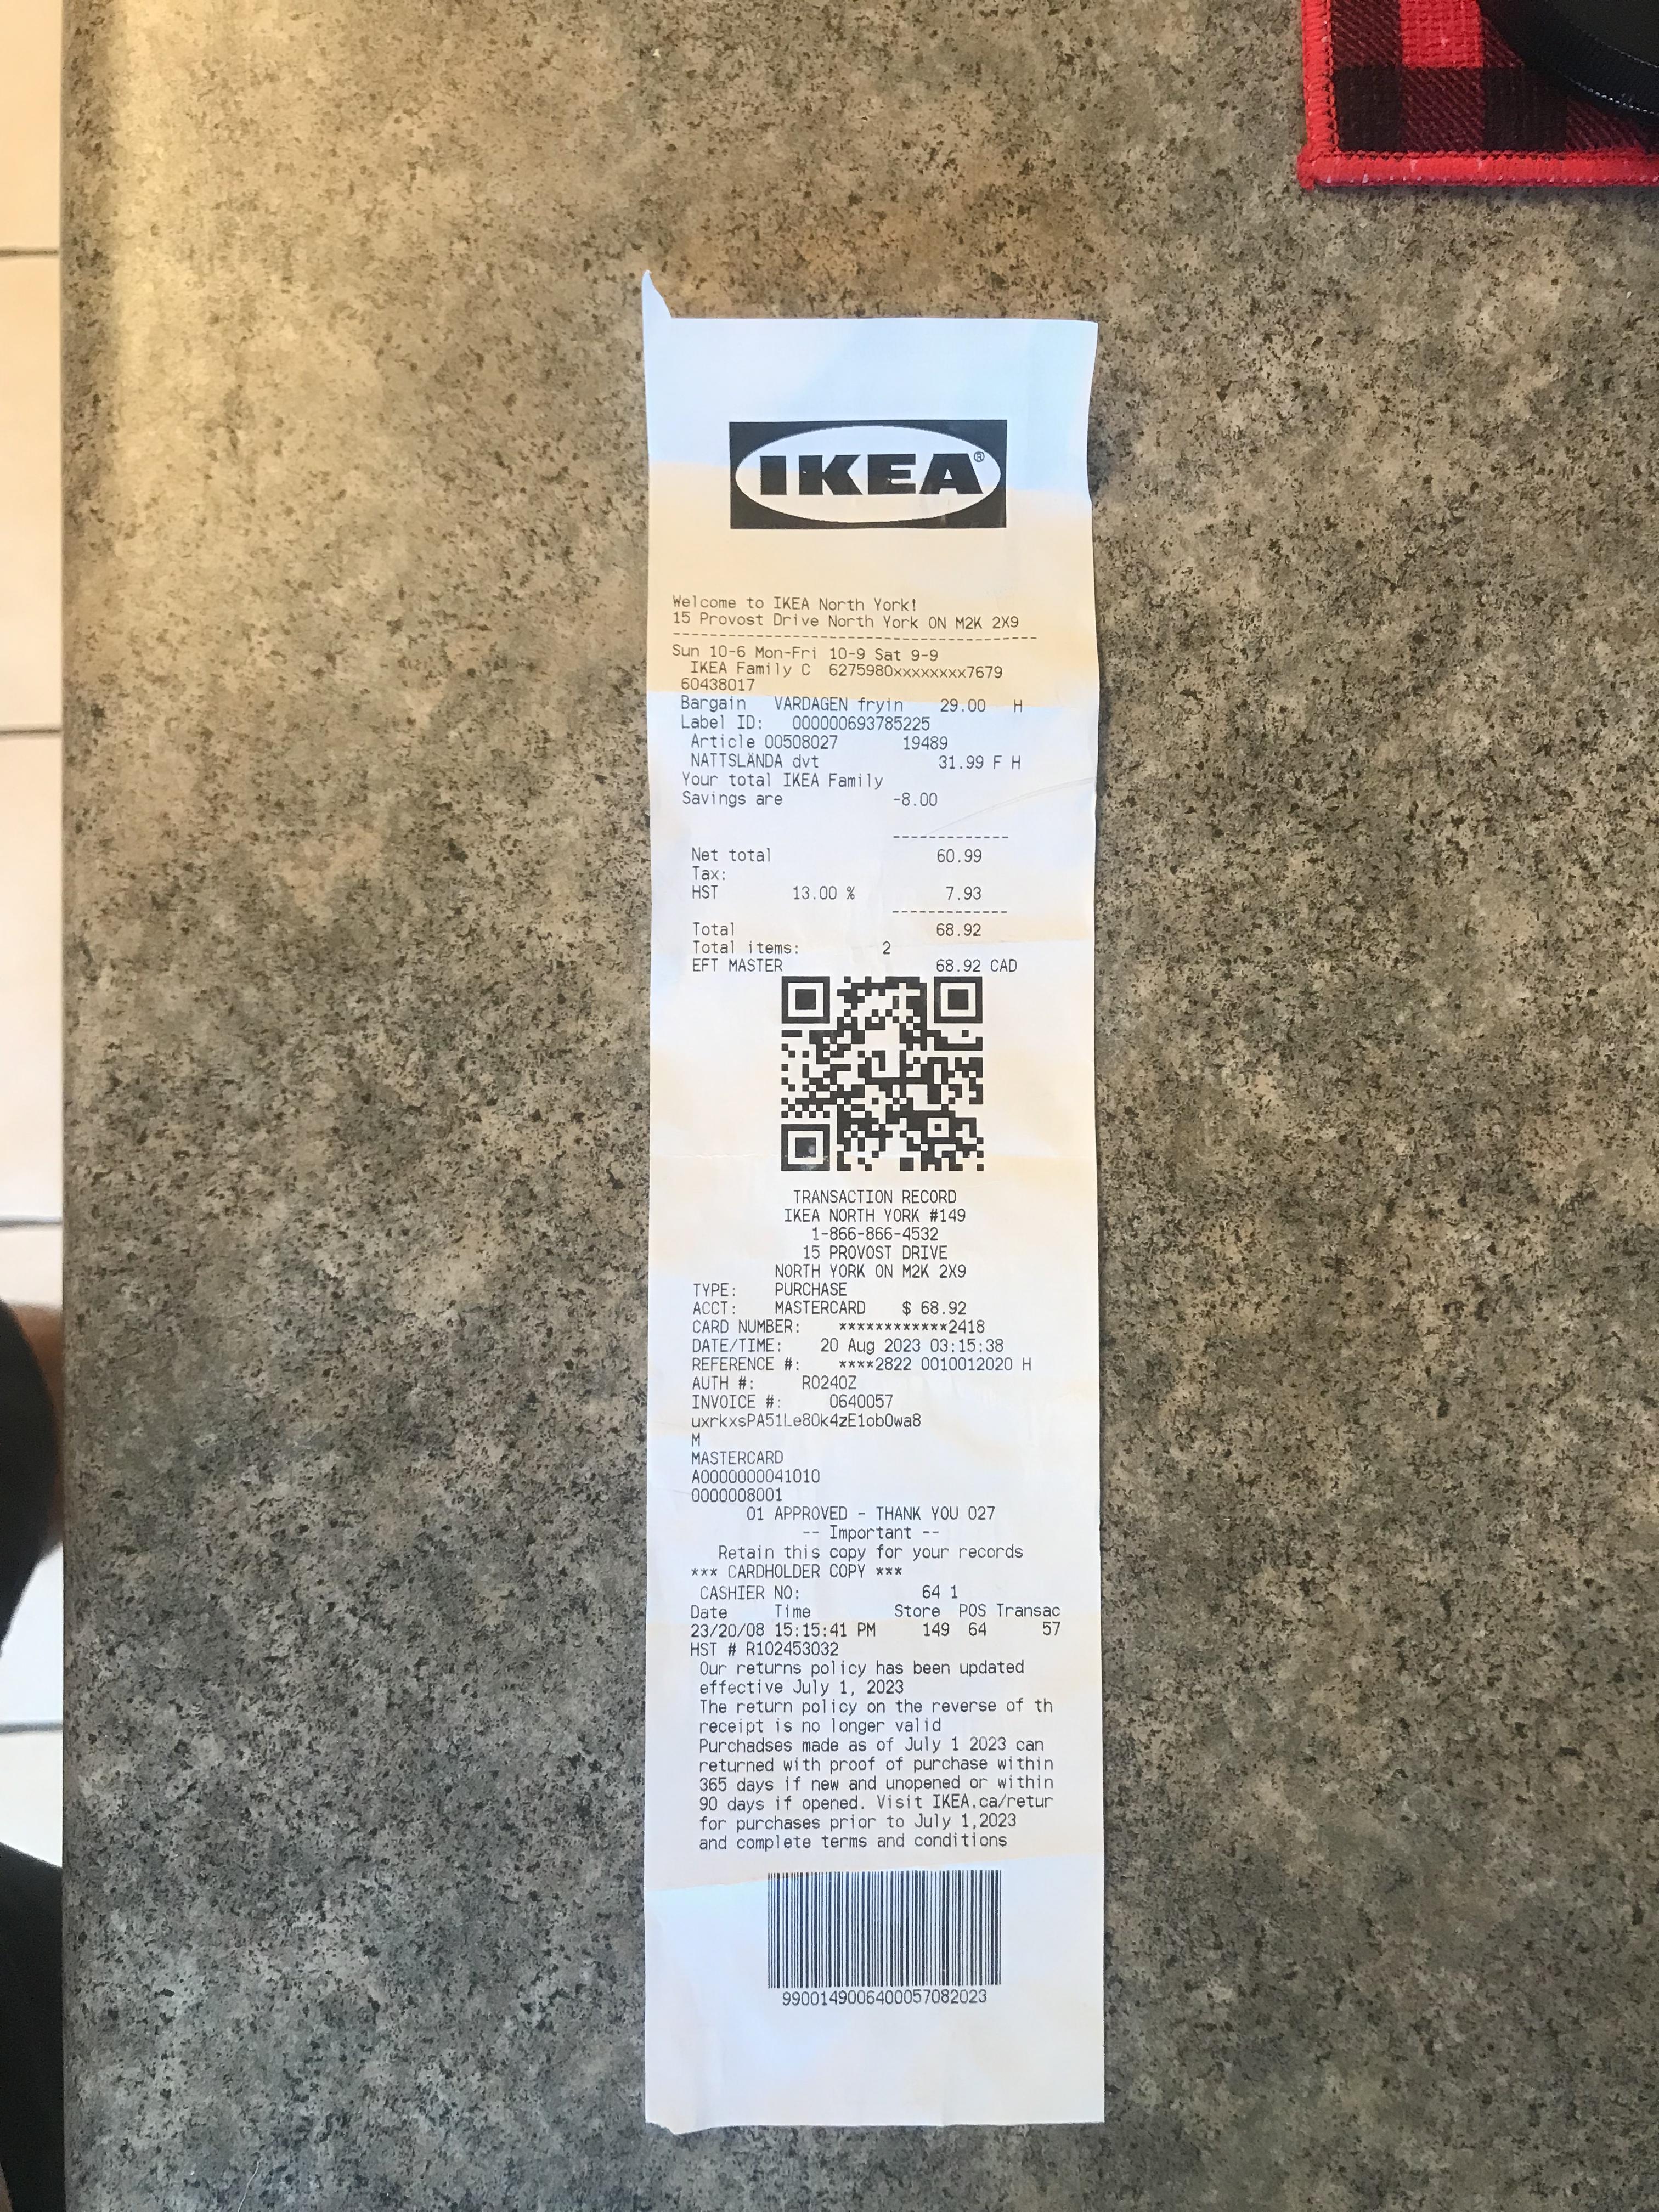 IKEA®
Welcome to IKEA North York!
15 Provost Drive North York ON M2K 2X9
---------------------------------------
Sun 10-6 Mon-Fri 10-9 Sat 9-9
IKEA Family C 6275980xxxxxxxx7679
60438017
Bargain VARDAGEN fryin 29.00 H
Label ID: 000000693785225
Article 00508027 19489
NATTSLÄNDA dvt 31.99 F H
Your total IKEA Family
Savings are -8.00
-------------
Net total 60.99
Tax:
HST 13.00 % 7.93
-------------
Total 68.92
Total items: 2
EFT MASTER 68.92 CAD
TRANSACTION RECORD
IKEA NORTH YORK #149
1-866-866-4532
15 PROVOST DRIVE
NORTH YORK ON M2K 2X9
TYPE: PURCHASE
ACCT: MASTERCARD $ 68.92
CARD NUMBER: ************2418
DATE/TIME: 20 Aug 2023 03:15:38
REFERENCE #: ****2822 0010012020 H
AUTH #: R0240Z
INVOICE #: 0640057
uxrkxsPA51Le80k4zE1ob0wa8
M
MASTERCARD
A0000000041010
0000008001
01 APPROVED - THANK YOU 027
-- Important --
Retain this copy for your records
*** CARDHOLDER COPY ***
CASHIER NO: 64 1
Date Time Store POS Transac
23/20/08 15:15:41 PM 149 64 57
HST # R102453032
Our returns policy has been updated
effective July 1, 2023
The return policy on the reverse of th
receipt is no longer valid
Purchadses made as of July 1 2023 can
returned with proof of purchase within
365 days if new and unopened or within
90 days if opened. Visit IKEA.ca/retur
for purchases prior to July 1,2023
and complete terms and conditions
9900149006400057082023